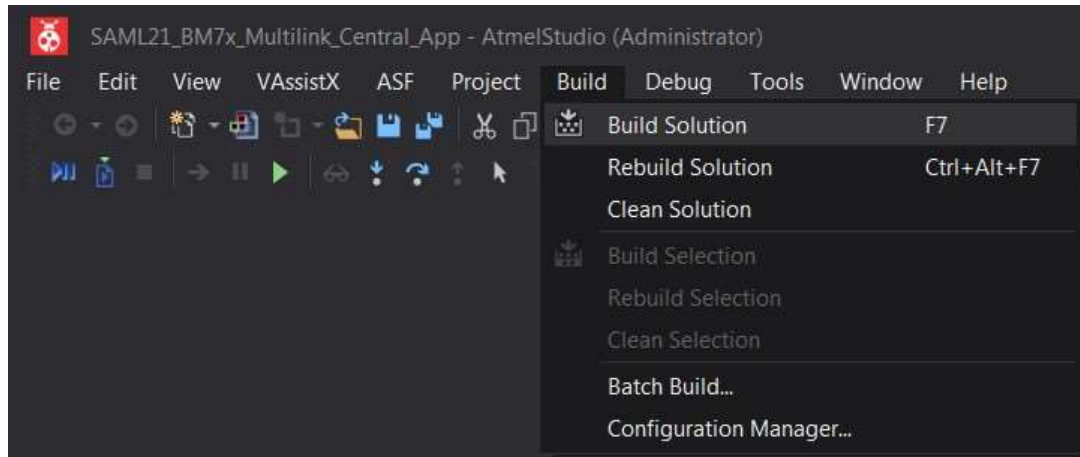 SAML21_BM7x_Multilink_Central_App - AtmelStudio (Administrator)
File Edit View VAssistX ASF Project Build Debug Tools Window Help
Build Solution F7
Rebuild Solution Ctrl+Alt+F7
Clean Solution
Build Selection
Rebuild Selection
Clean Selection
Batch Build...
Configuration Manager...